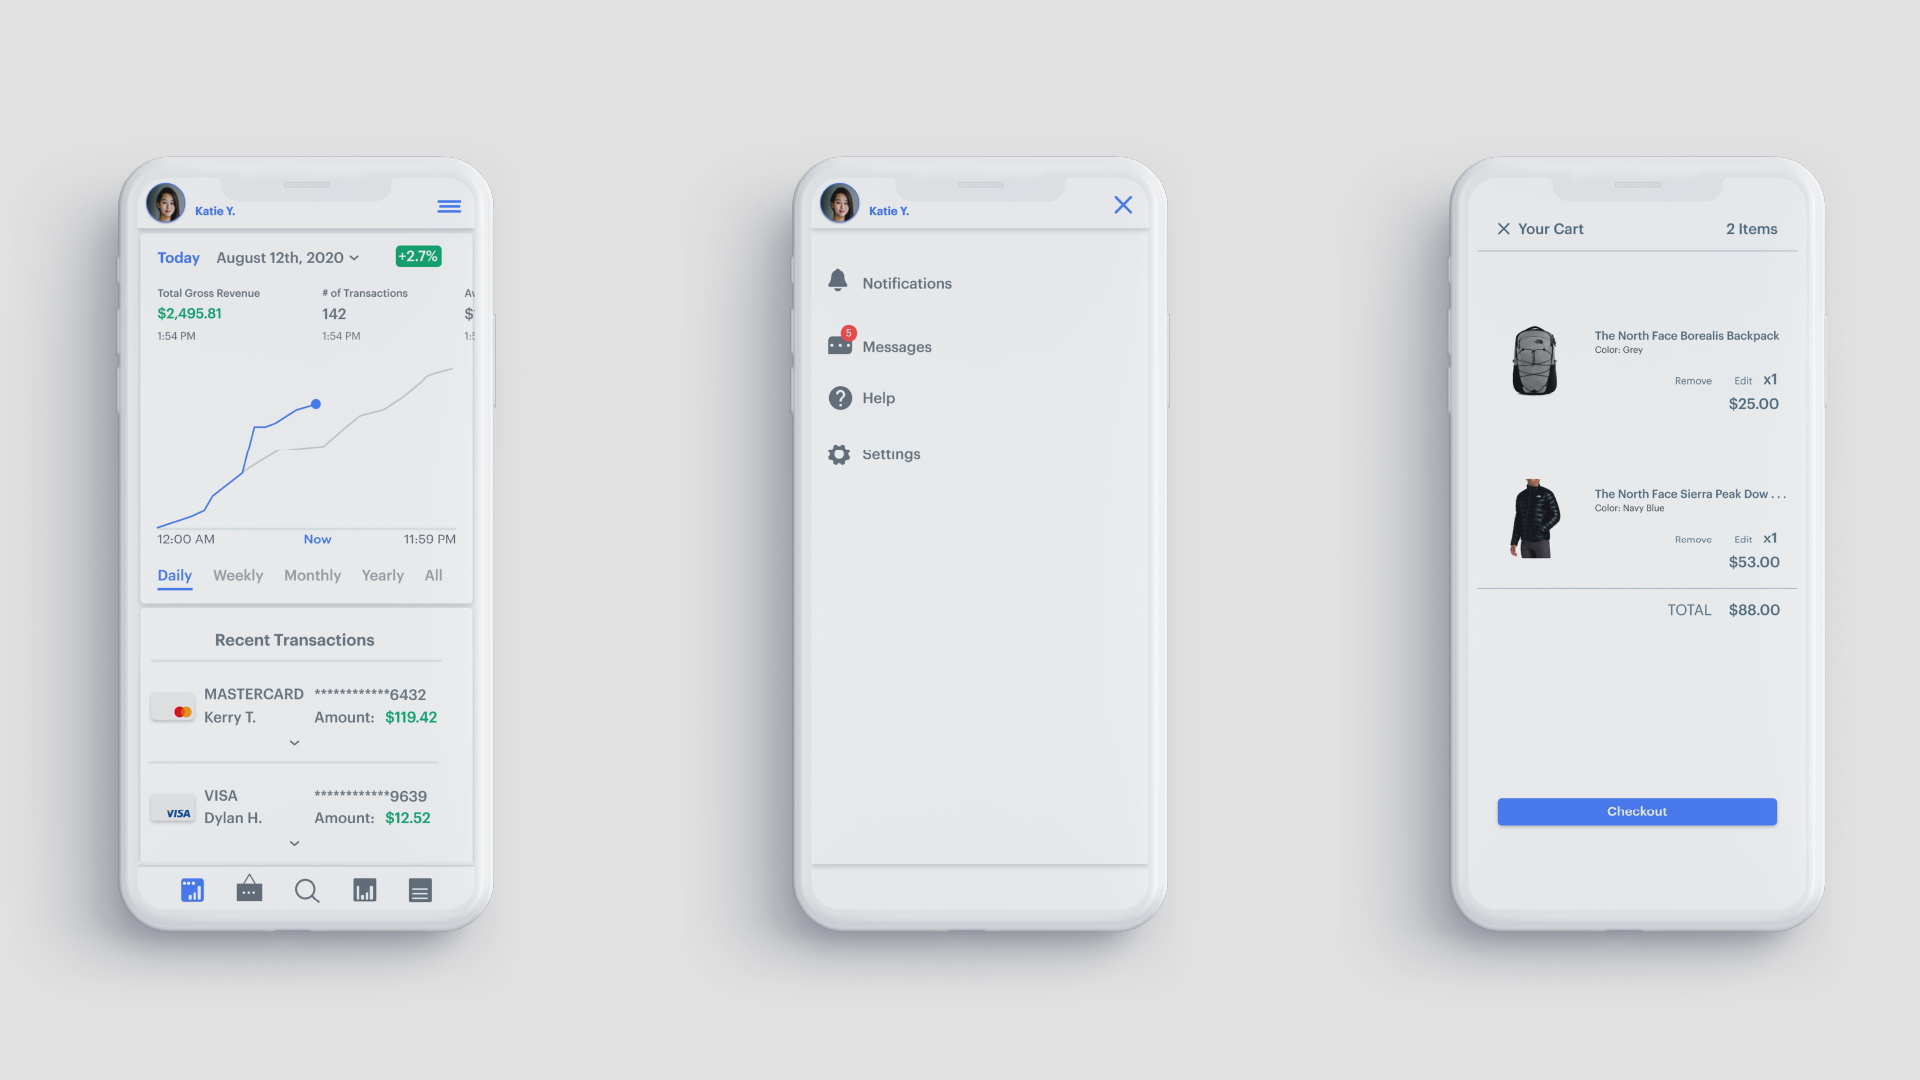 Katie Y.
Today August 12th, 2020 +2.7%
Total Gross Revenue # of Transactions
$2,495.81 142 $
1:54 PM 1:54 PM
12:00 AM Now 11:59 PM
Daily Weekly Monthly Yearly All
Recent Transactions
MASTERCARD ************6432
Kerry T. Amount: $119.42
VISA ************9639
VISA
Dylan H. Amount: $12.52
Katie Y.
Notifications
5
Messages
Help
Settings
Your Cart 2 Items
The North Face Borealis Backpack
Color: Grey
Remove Edit x1
$25.00
The North Face Sierra Peak Dow . . .
Color: Navy Blue
Remove Edit x1
$53.00
TOTAL $88.00
Checkout